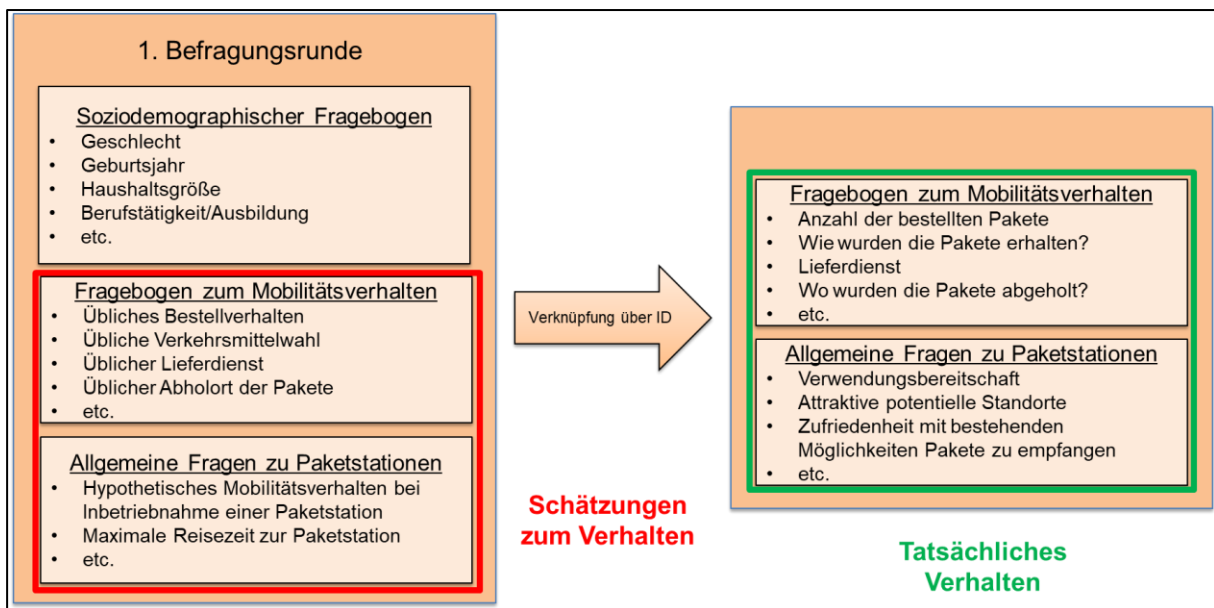 1. Befragungsrunde
Soziodemographischer Fragebogen
• Geschlecht
• Geburtsjahr
• Haushaltsgröße
• Berufstätigkeit/Ausbildung
• etc.
Fragebogen zum Mobilitätsverhalten
• Übliches Bestellverhalten
• Übliche Verkehrsmittelwahl
• Üblicher Lieferdienst
• Üblicher Abholort der Pakete
• etc.
Allgemeine Fragen zu Paketstationen
• Hypothetisches Mobilitätsverhalten bei
Inbetriebnahme einer Paketstation
• Maximale Reisezeit zur Paketstation
• etc.
Verknüpfung über ID
Schätzungen
zum Verhalten
Fragebogen zum Mobilitätsverhalten
• Anzahl der bestellten Pakete
• Wie wurden die Pakete erhalten?
• Lieferdienst
• Wo wurden die Pakete abgeholt?
• etc.
Allgemeine Fragen zu Paketstationen
• Verwendungsbereitschaft
• Attraktive potentielle Standorte
• Zufriedenheit mit bestehenden
Möglichkeiten Pakete zu empfangen
• etc.
Tatsächliches
Verhalten